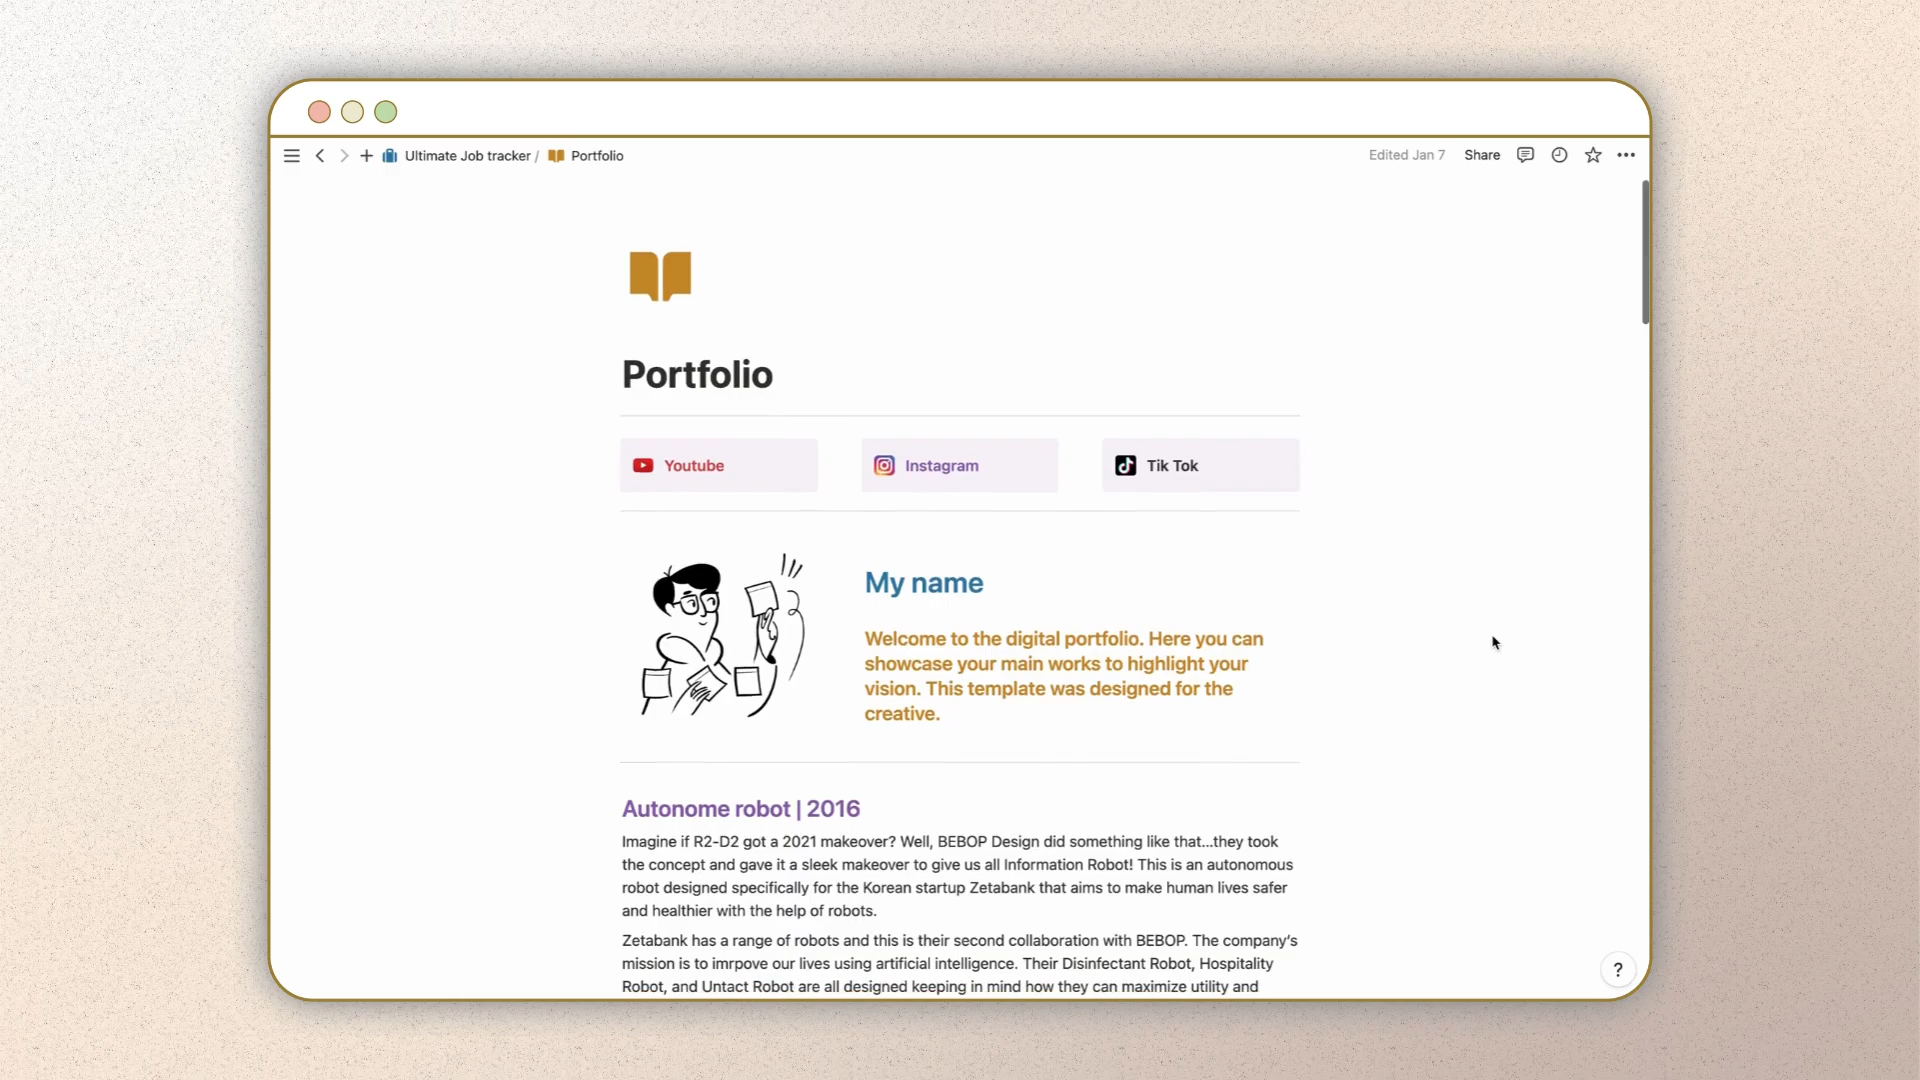 Ultimate Job tracker / Portfolio
Edited Jan 7 Share
Portfolio
Youtube
Instagram
Tik Tok
My name
Welcome to the digital portfolio. Here you can
showcase your main works to highlight your
vision. This template was designed for the
creative.
Autonome robot | 2016
Imagine if R2-D2 got a 2021 makeover? Well, BEBOP Design did something like that...they took
the concept and gave it a sleek makeover to give us all Information Robot! This is an autonomous
robot designed specifically for the Korean startup Zetabank that aims to make human lives safer
and healthier with the help of robots.
Zetabank has a range of robots and this is their second collaboration with BEBOP. The company's
mission is to imrpove our lives using artificial intelligence. Their Disinfectant Robot, Hospitality
Robot, and Untact Robot are all designed keeping in mind how they can maximize utility and
?